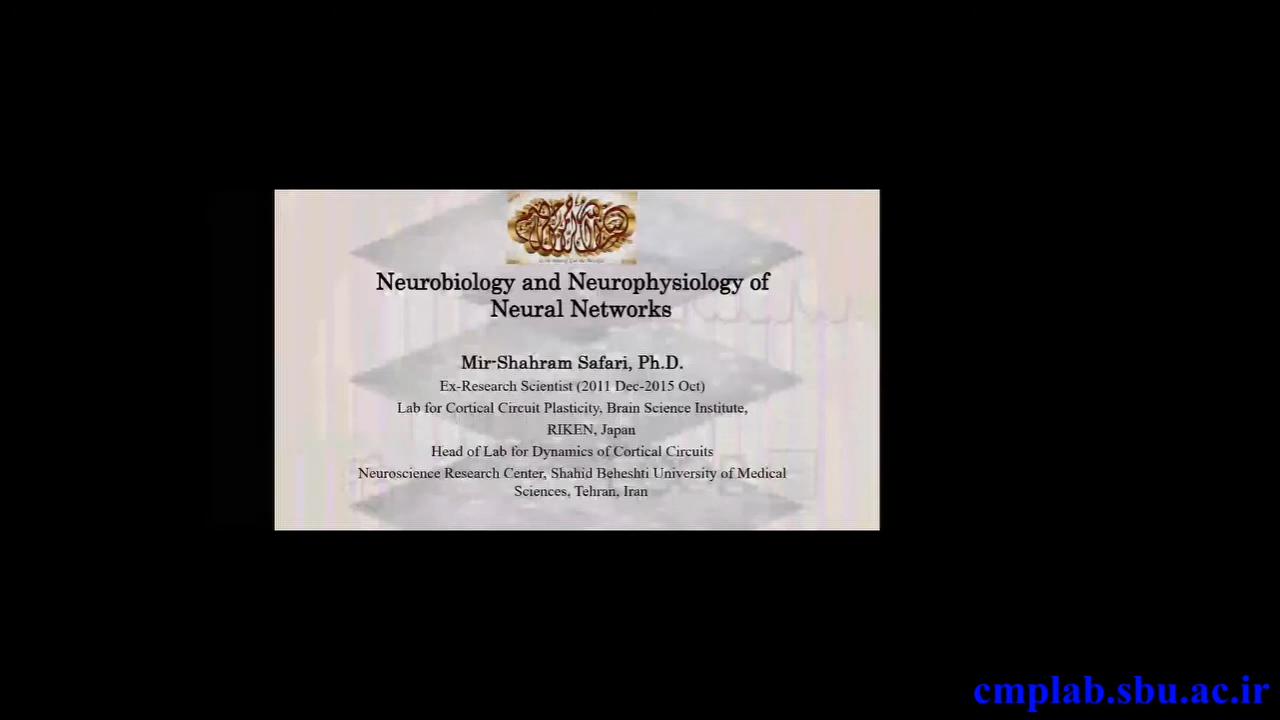 Neurobiology and Neurophysiology of
Neural Networks
Mir-Shahram Safari, Ph.D.
Ex-Research Scientist (2011 Dec-2015 Oct)
Lab for Cortical Circuit Plasticity, Brain Science Institute,
RIKEN, Japan
Head of Lab for Dynamics of Cortical Circuits
Neuroscience Research Center, Shahid Beheshti University of Medical
Sciences, Tehran, Iran
cmplab.sbu.ac.ir